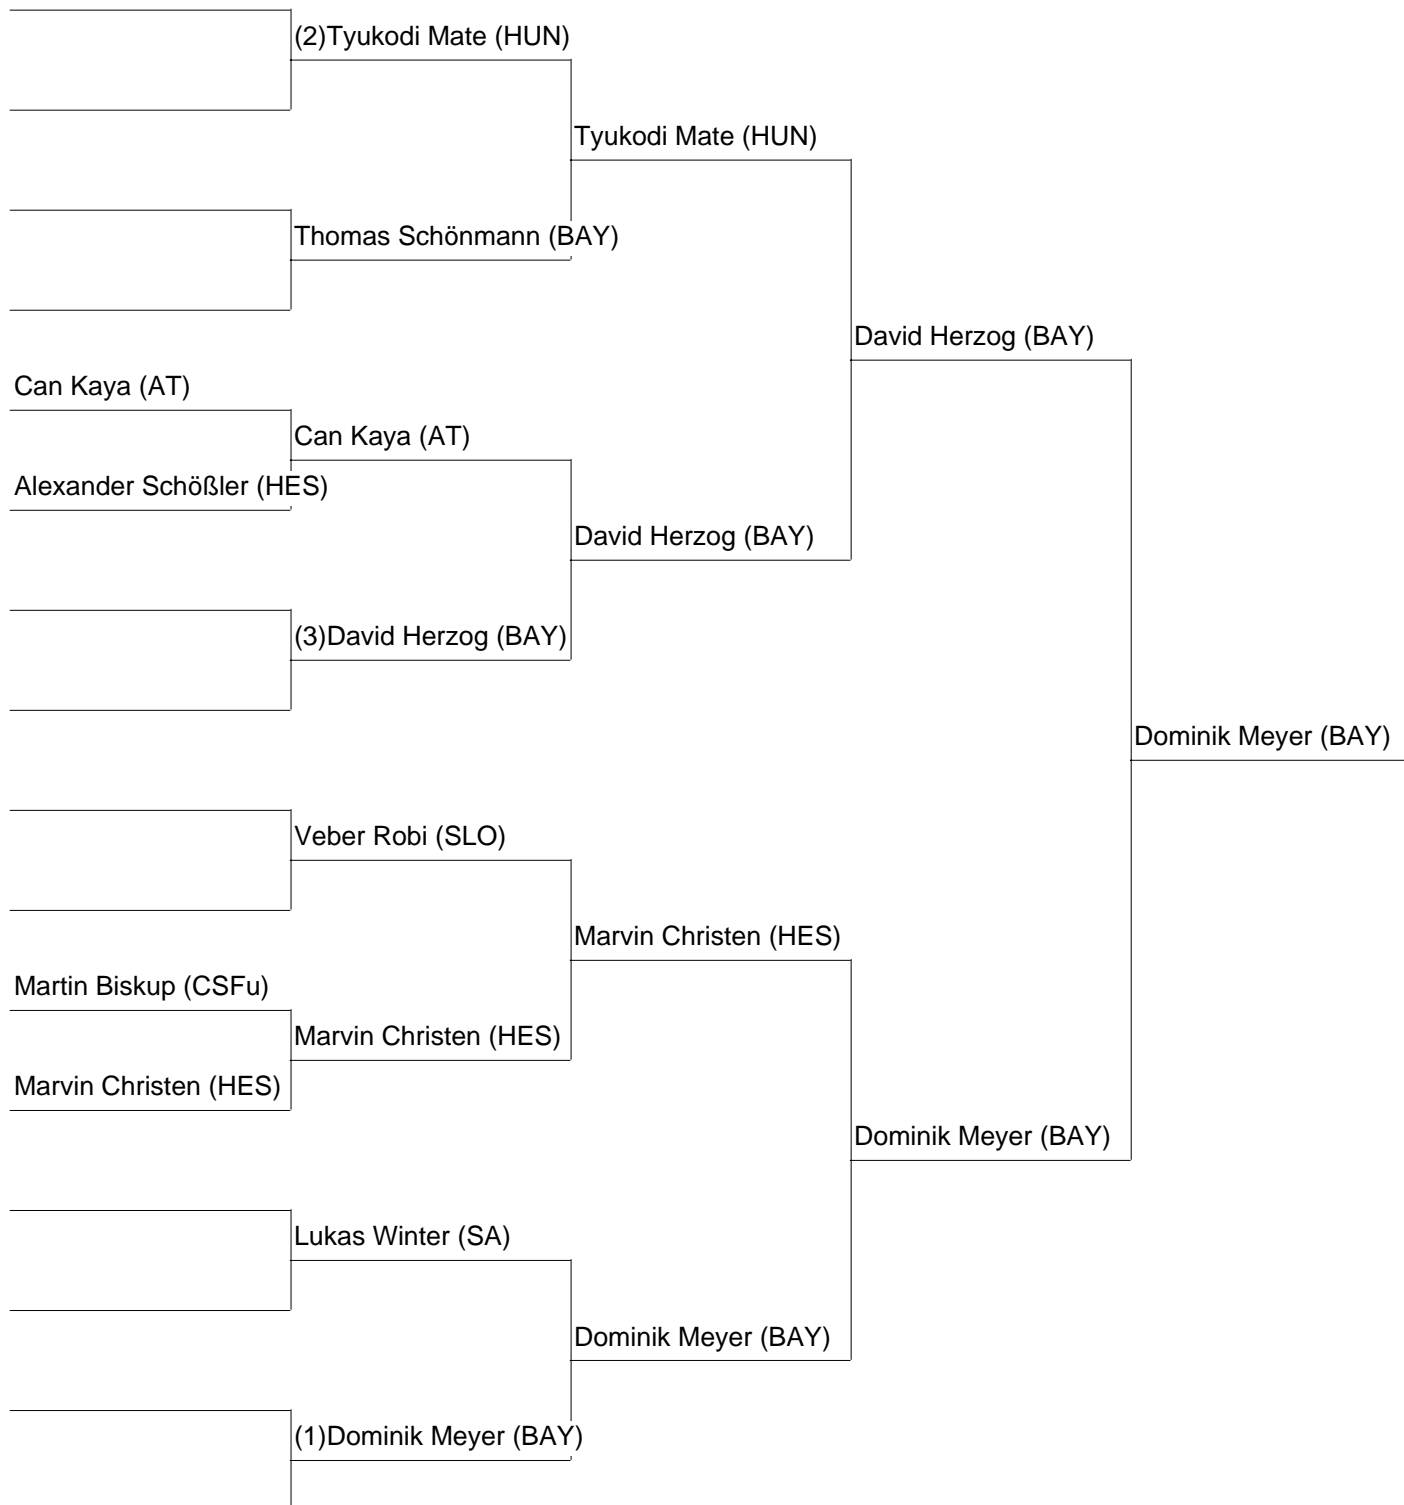 (2)Tyukodi Mate (HUN)
Tyukodi Mate (HUN)
Thomas Schönmann (BAY)
David Herzog (BAY)
Can Kaya (AT)
Can Kaya (AT)
Alexander Schößler (HES)
David Herzog (BAY)
(3)David Herzog (BAY)
Dominik Meyer (BAY)
Veber Robi (SLO)
Marvin Christen (HES)
Martin Biskup (CSFu)
Marvin Christen (HES)
Marvin Christen (HES)
Dominik Meyer (BAY)
Lukas Winter (SA)
Dominik Meyer (BAY)
(1)Dominik Meyer (BAY)